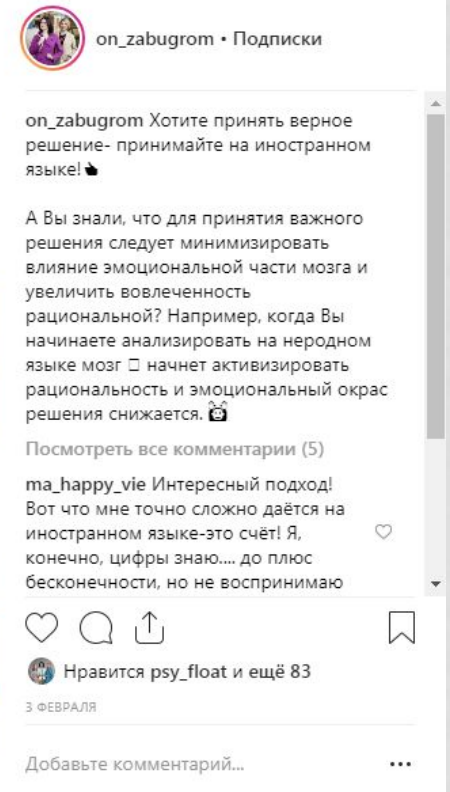 on_zabugrom • Подписки
on_zabugrom Хотите принять верное
решение- принимайте на иностранном
языке!
А Вы знали, что для принятия важного
решения следует минимизировать
влияние эмоциональной части мозга и
увеличить вовлеченность
рациональной? Например, когда Вы
начинаете анализировать на неродном
языке мозг начнет активизировать
рациональность и эмоциональный окрас
решения снижается.
Посмотреть все комментарии (5)
ma_happy_vie Интересный подход!
Вот что мне точно сложно даётся на
иностранном языке-это счёт! Я,
конечно, цифры знаю.... до плюс
бесконечности, но не воспринимаю
Нравится psy_float и ещё 83
3 ФЕВРАЛЯ
Добавьте комментарий...